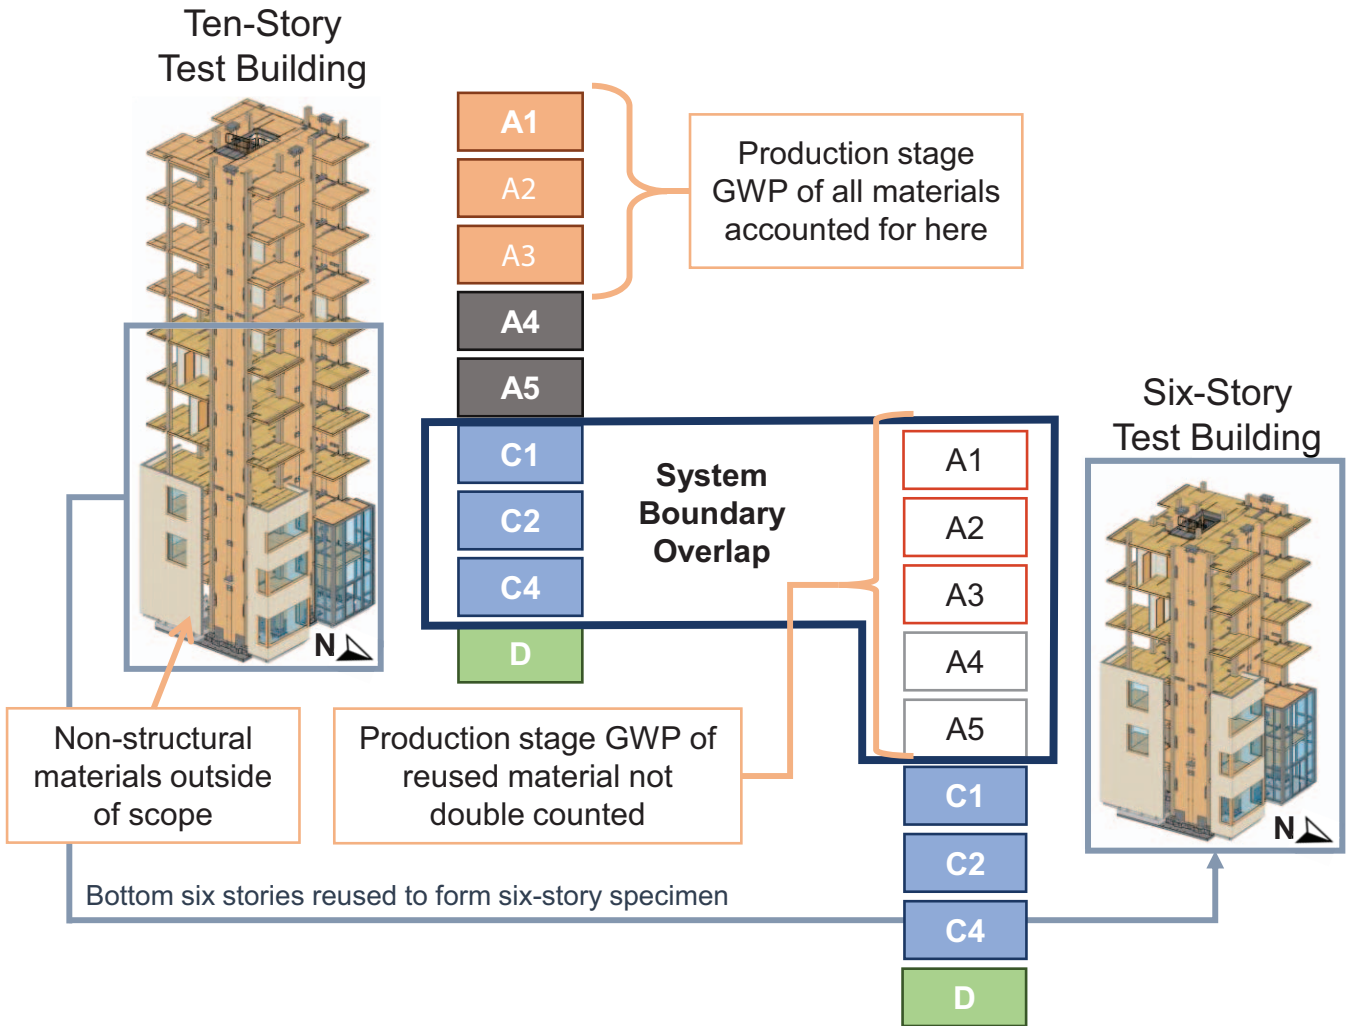 Ten-Story
Test Building
A1
A2
A3
A4
A5
C1
C2
C4
D
Production stage
GWP of all materials
accounted for here
System
Boundary
Overlap
Six-Story
Test Building
A1
A2
A3
A4
A5
C1
C2
C4
D
N
N
Non-structural
materials outside
of scope
Production stage GWP of
reused material not
double counted
Bottom six stories reused to form six-story specimen